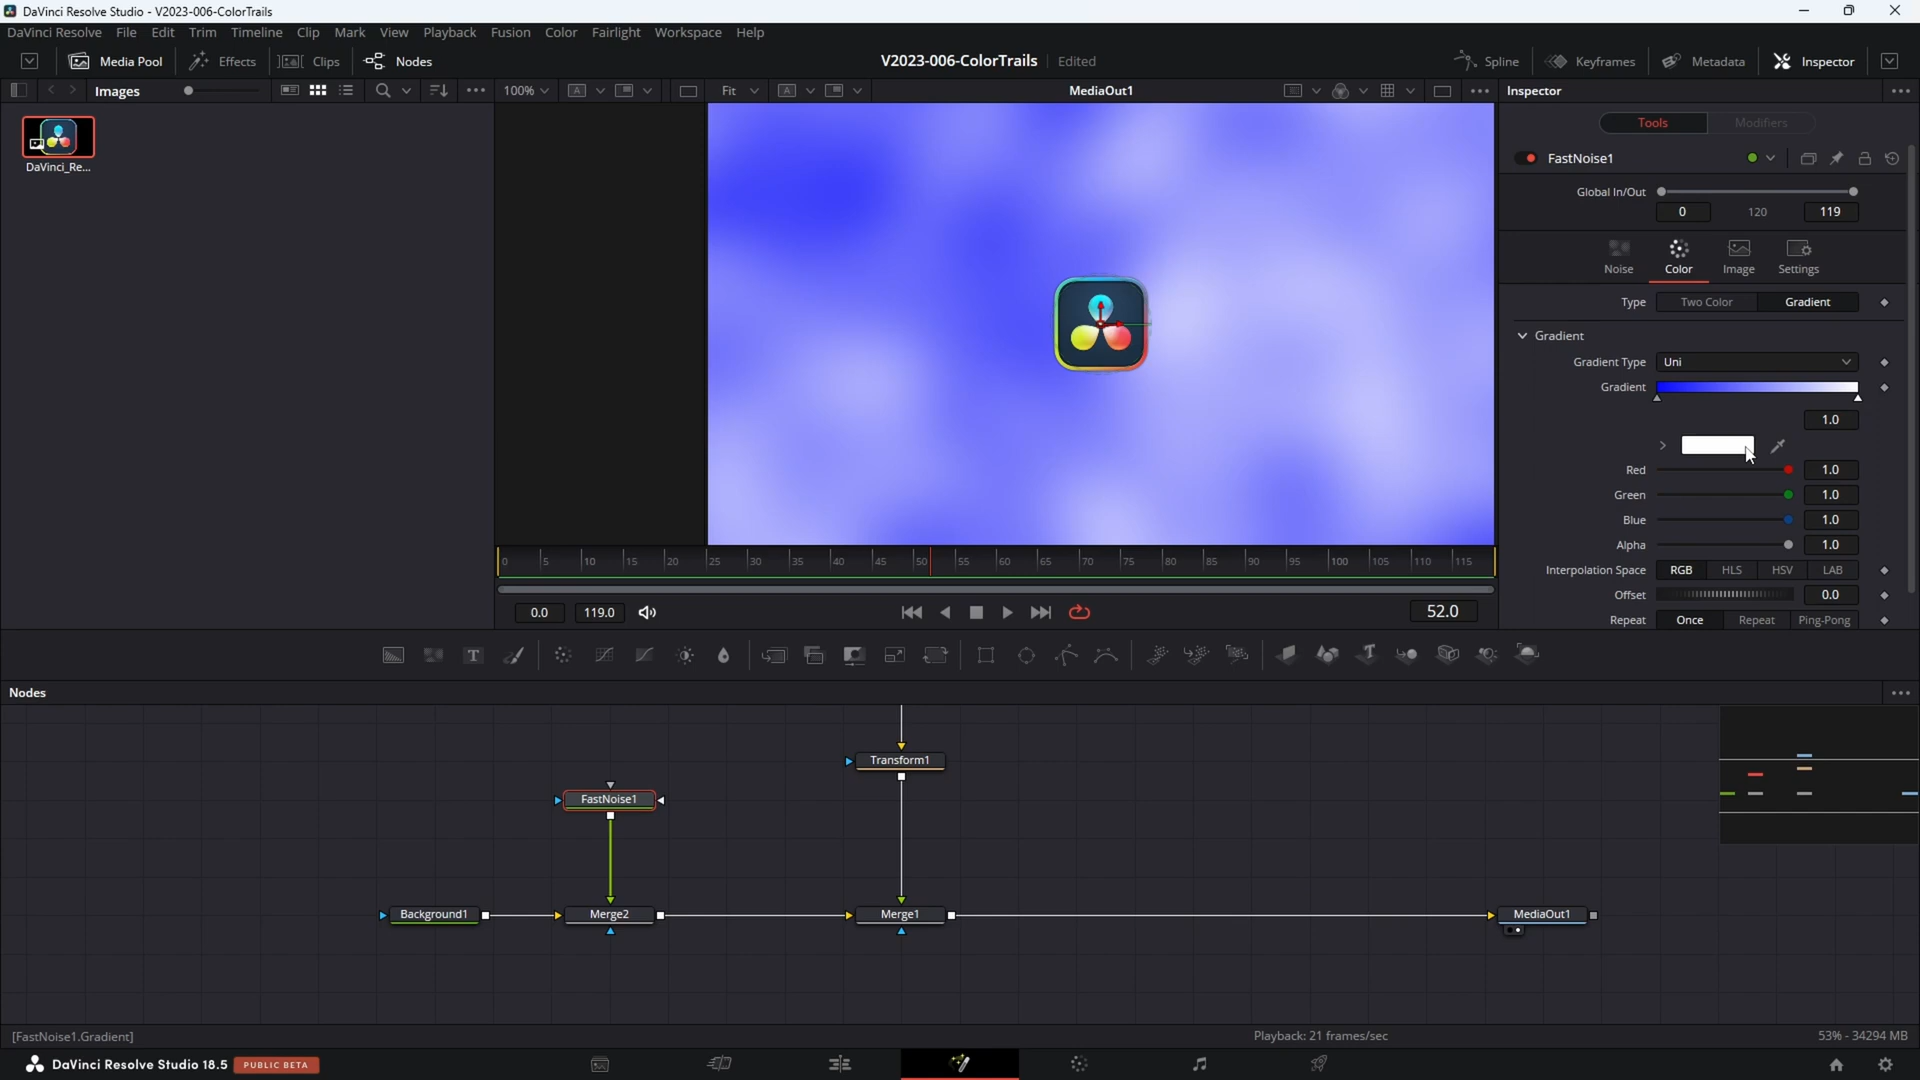 DaVinci Resolve Studio - V2023-006-ColorTrails
DaVinci Resolve File Edit Trim Timeline Clip Mark View Playback Fusion Color Fairlight Workspace Help
Media Pool Effects Clips Nodes V2023-006-ColorTrails Edited Spline Keyframes Metadata Inspector
Images 100% A Fit A MediaOut1 Inspector
DaVinci_Re...
Tools Modifiers
FastNoise1
Global In/Out
0 120 119
Noise Color Image Settings
Type Two Color Gradient
Gradient
Gradient Type Uni
Gradient
1.0
Red 1.0
Green 1.0
Blue 1.0
Alpha 1.0
Interpolation Space RGB HLS HSV LAB
Offset 0.0
Repeat Once Repeat Ping-Pong
0 5 10 15 20 25 30 35 40 45 50 55 60 65 70 75 80 85 90 95 100 105 110 115
0.0 119.0 52.0
T T
Nodes
Transform1
FastNoise1
Background1 Merge2 Merge1 MediaOut1
[FastNoise1.Gradient] Playback: 21 frames/sec 53% - 34294 MB
DaVinci Resolve Studio 18.5 PUBLIC BETA